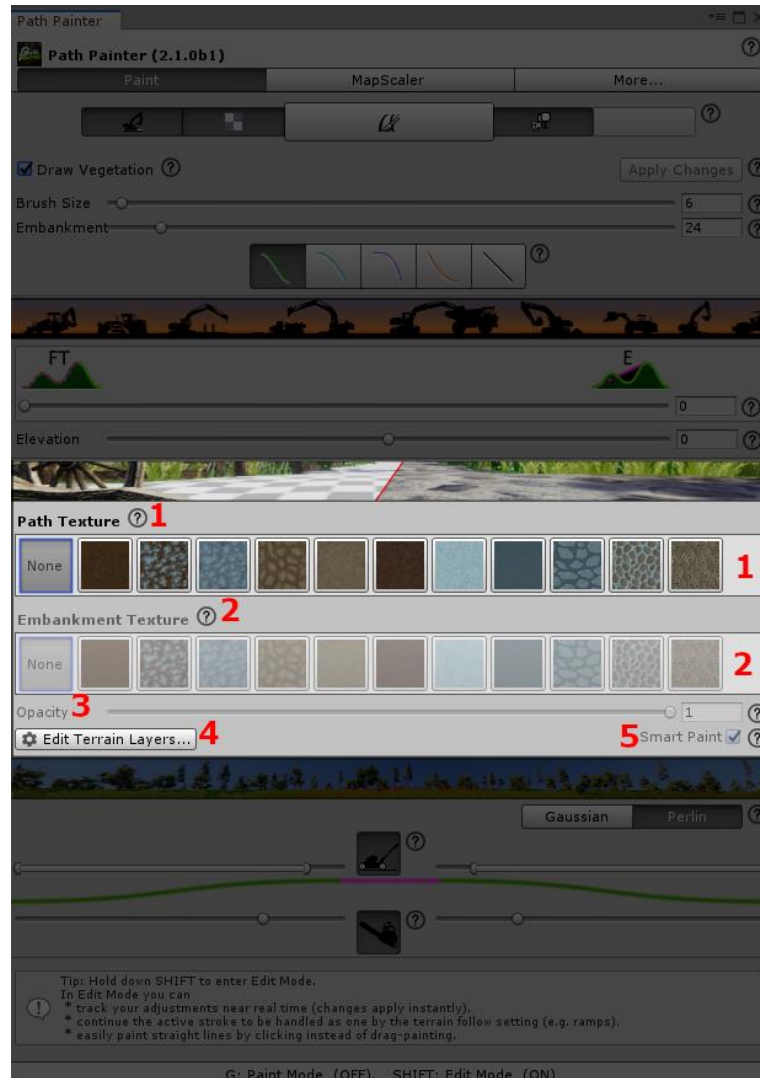 Path Painter
Path Painter (2.1.0b1)
Paint MapScaler More...
Draw Vegetation Apply Changes
Brush Size 6
Embankment 24
FT E
0
Elevation 0
Path Texture ? 1
None 1
Embankment Texture ? 2
None 2
Opacity 3 1 ?
Edit Terrain Layers... 4 5 Smart Paint ?
Gaussian Perlin
Tip: Hold down SHIFT to enter Edit Mode.
In Edit Mode you can
* track your adjustments near real time (changes apply instantly).
* continue the active stroke to be handled as one by the terrain follow setting (e.g. ramps).
* easily paint straight lines by clicking instead of drag-painting.
G: Paint Mode (OFF), SHIFT: Edit Mode (ON)